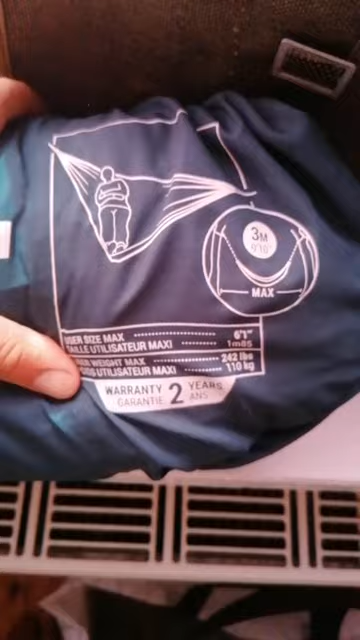 3M
9'10"
MAX
USER SIZE MAX ................ 6'1"
TAILLE UTILISATEUR MAXI ........ 1m85
USER WEIGHT MAX ................ 242 lbs
POIDS UTILISATEUR MAXI ........ 110 kg
WARRANTY 2 YEARS
GARANTIE ANS